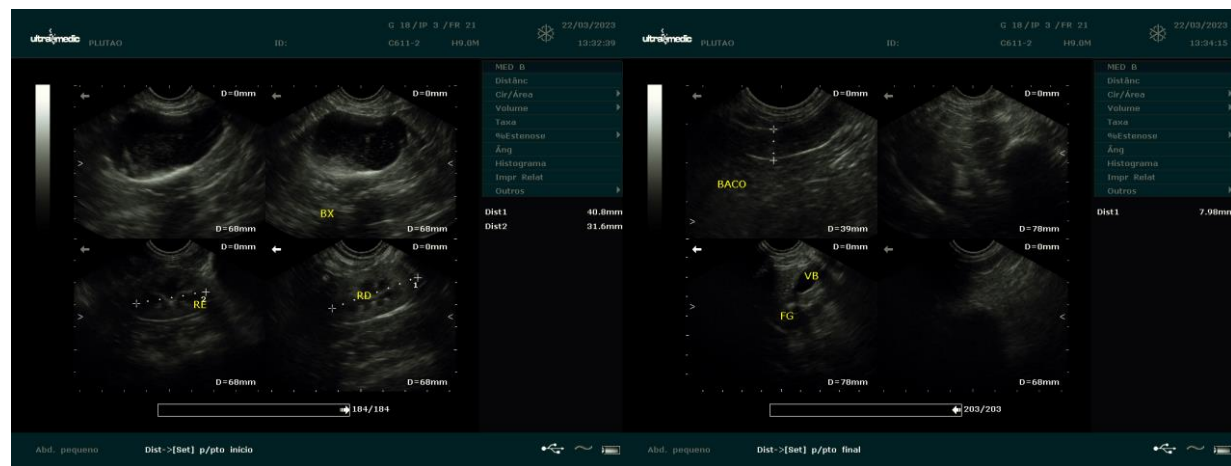 G 18/IP 3 /FR 21
22/03/2023
ultramedic PLUTAO
ID:
C611-2
H9.0M
13:32:39
MED B
Distânc
Cir/Área
Volume
Taxa
%Estenose
Âng
Histograma
Impr Relat
Outros
Dist1 40.8mm
Dist2 31.6mm
D=0mm
D=0mm
BX
D=68mm
D=68mm
D=0mm
D=0mm
2
RE
1
RD
D=68mm
D=68mm
184/184
Abd. pequeno
Dist->[Set] p/pto início
G 18/IP 3 /FR 21
22/03/2023
ultramedic PLUTAO
ID:
C611-2
H9.0M
13:34:15
MED B
Distânc
Cir/Área
Volume
Taxa
%Estenose
Âng
Histograma
Impr Relat
Outros
Dist1 7.98mm
D=0mm
D=0mm
BACO
D=39mm
D=78mm
D=0mm
D=0mm
VB
FG
D=78mm
D=68mm
203/203
Abd. pequeno
Dist->[Set] p/pto final